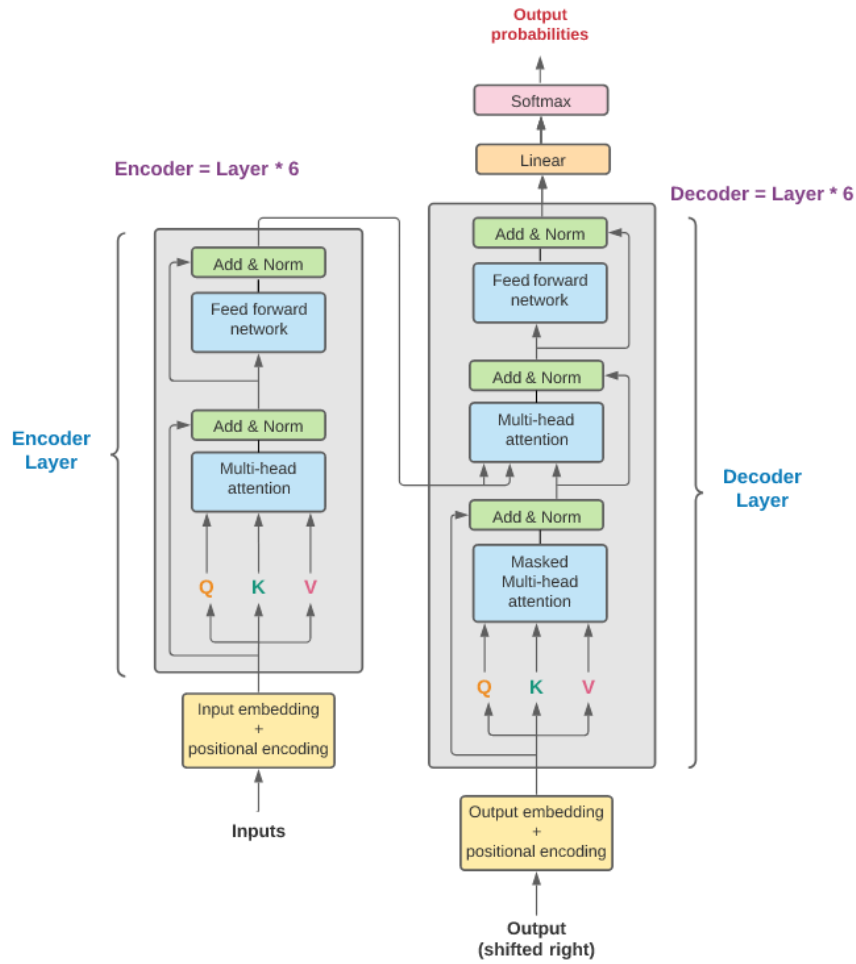 Output
probabilities
Softmax
Linear
Encoder = Layer * 6
Decoder = Layer * 6
Add & Norm
Feed forward
network
Add & Norm
Multi-head
attention
Q K V
Encoder
Layer
Input embedding
+
positional encoding
Inputs
Add & Norm
Feed forward
network
Add & Norm
Multi-head
attention
Add & Norm
Masked
Multi-head
attention
Q K V
Decoder
Layer
Output embedding
+
positional encoding
Output
(shifted right)